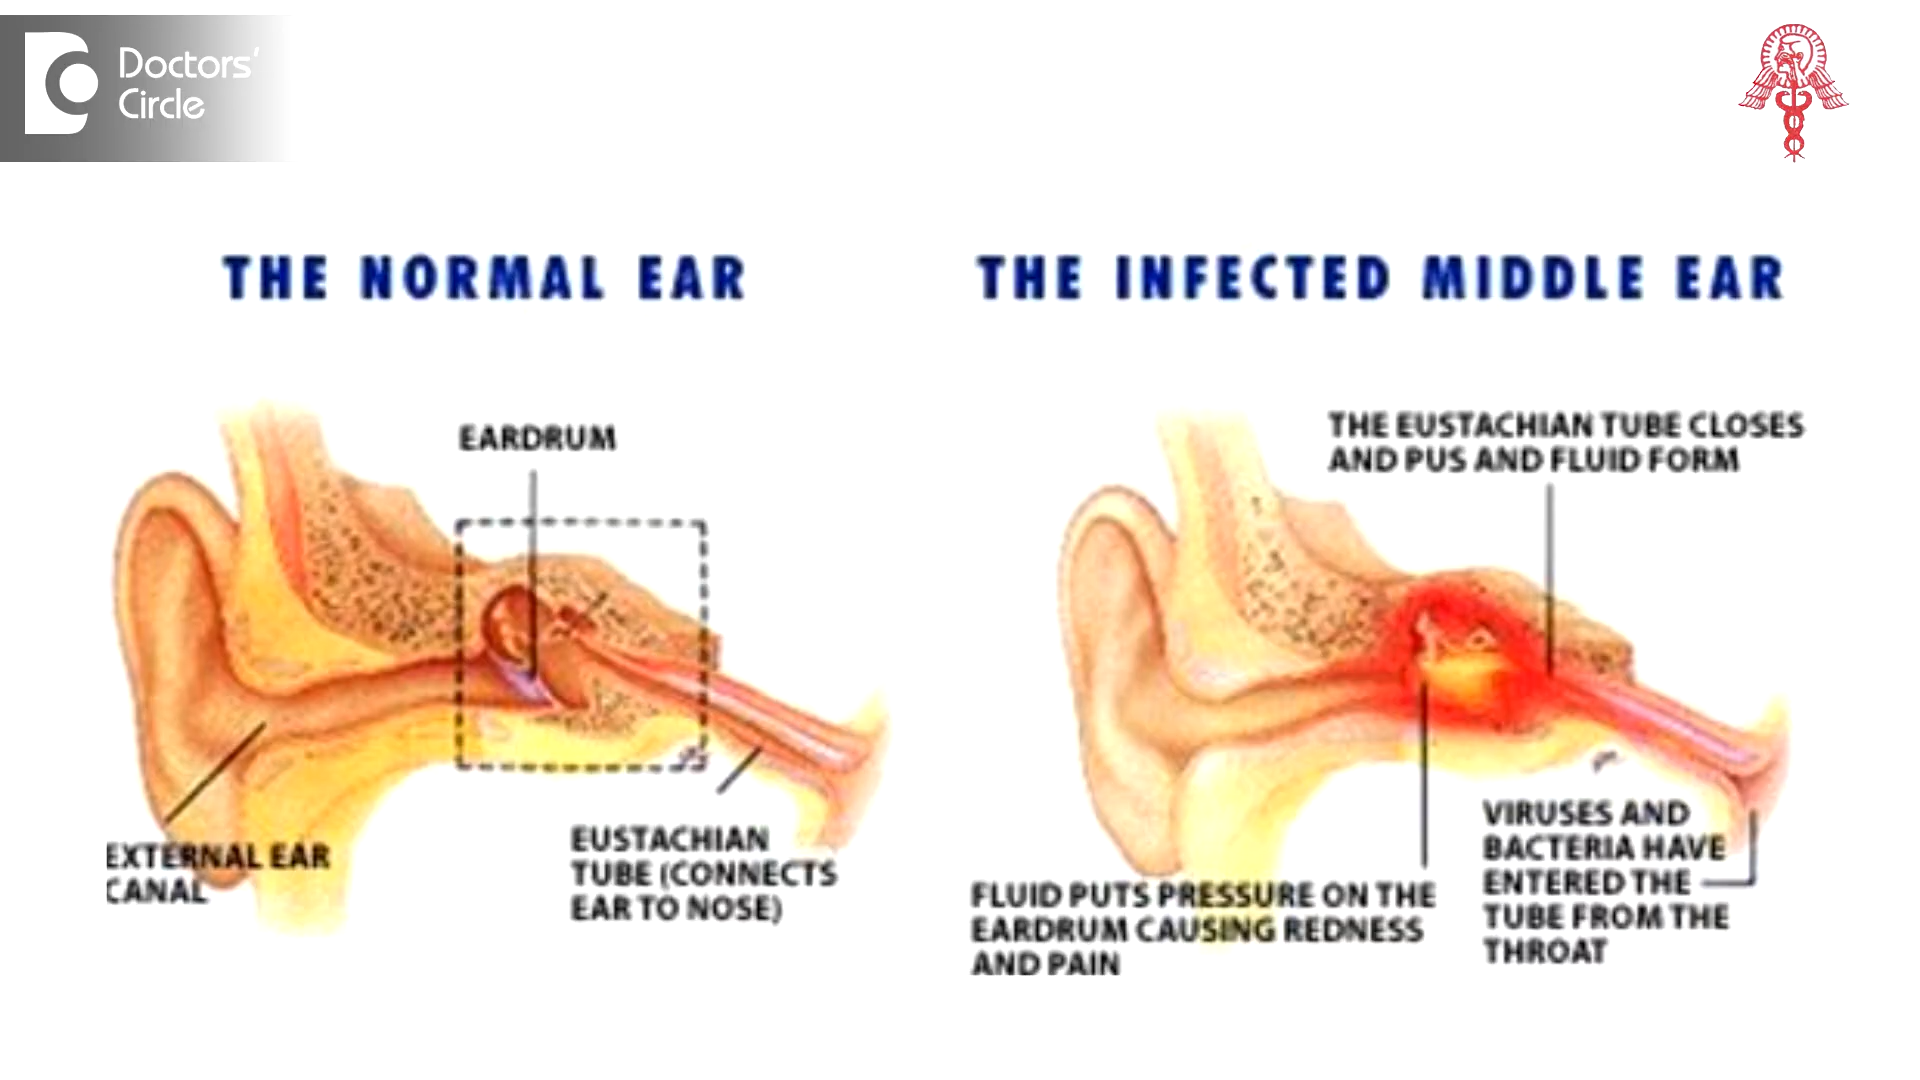 Doctors'
Circle
THE NORMAL EAR
EARDRUM
EXTERNAL EAR
CANAL
EUSTACHIAN
TUBE (CONNECTS
EAR TO NOSE)
THE INFECTED MIDDLE EAR
THE EUSTACHIAN TUBE CLOSES
AND PUS AND FLUID FORM
FLUID PUTS PRESSURE ON THE
EARDRUM CAUSING REDNESS
AND PAIN
VIRUSES AND
BACTERIA HAVE
ENTERED THE
TUBE FROM THE
THROAT